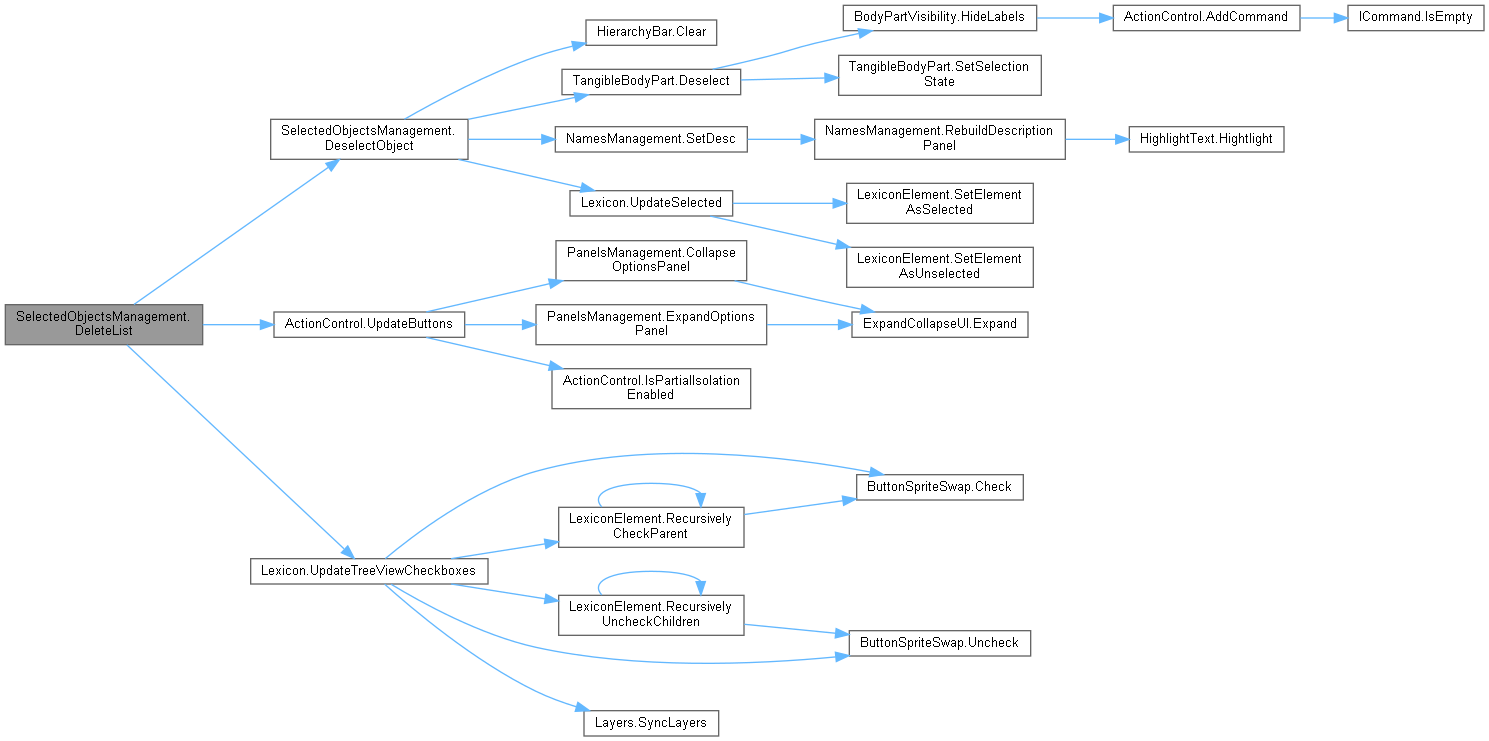 BodyPartVisibility.HideLabels
ActionControl.AddCommand
ICommand.IsEmpty
HierarchyBar.Clear
TangibleBodyPart.Deselect
TangibleBodyPart.SetSelection
State
SelectedObjectsManagement.
DeselectObject
NamesManagement.SetDesc
NamesManagement.RebuildDescription
Panel
HighlightText.Hightlight
Lexicon.UpdateSelected
LexiconElement.SetElement
AsSelected
LexiconElement.SetElement
AsUnselected
PanelsManagement.Collapse
OptionsPanel
SelectedObjectsManagement.
DeleteList
ActionControl.UpdateButtons
PanelsManagement.ExpandOptions
Panel
ExpandCollapseUI.Expand
ActionControl.IsPartialIsolation
Enabled
ButtonSpriteSwap.Check
LexiconElement.Recursively
CheckParent
Lexicon.UpdateTreeViewCheckboxes
LexiconElement.Recursively
UncheckChildren
ButtonSpriteSwap.Uncheck
Layers.SyncLayers